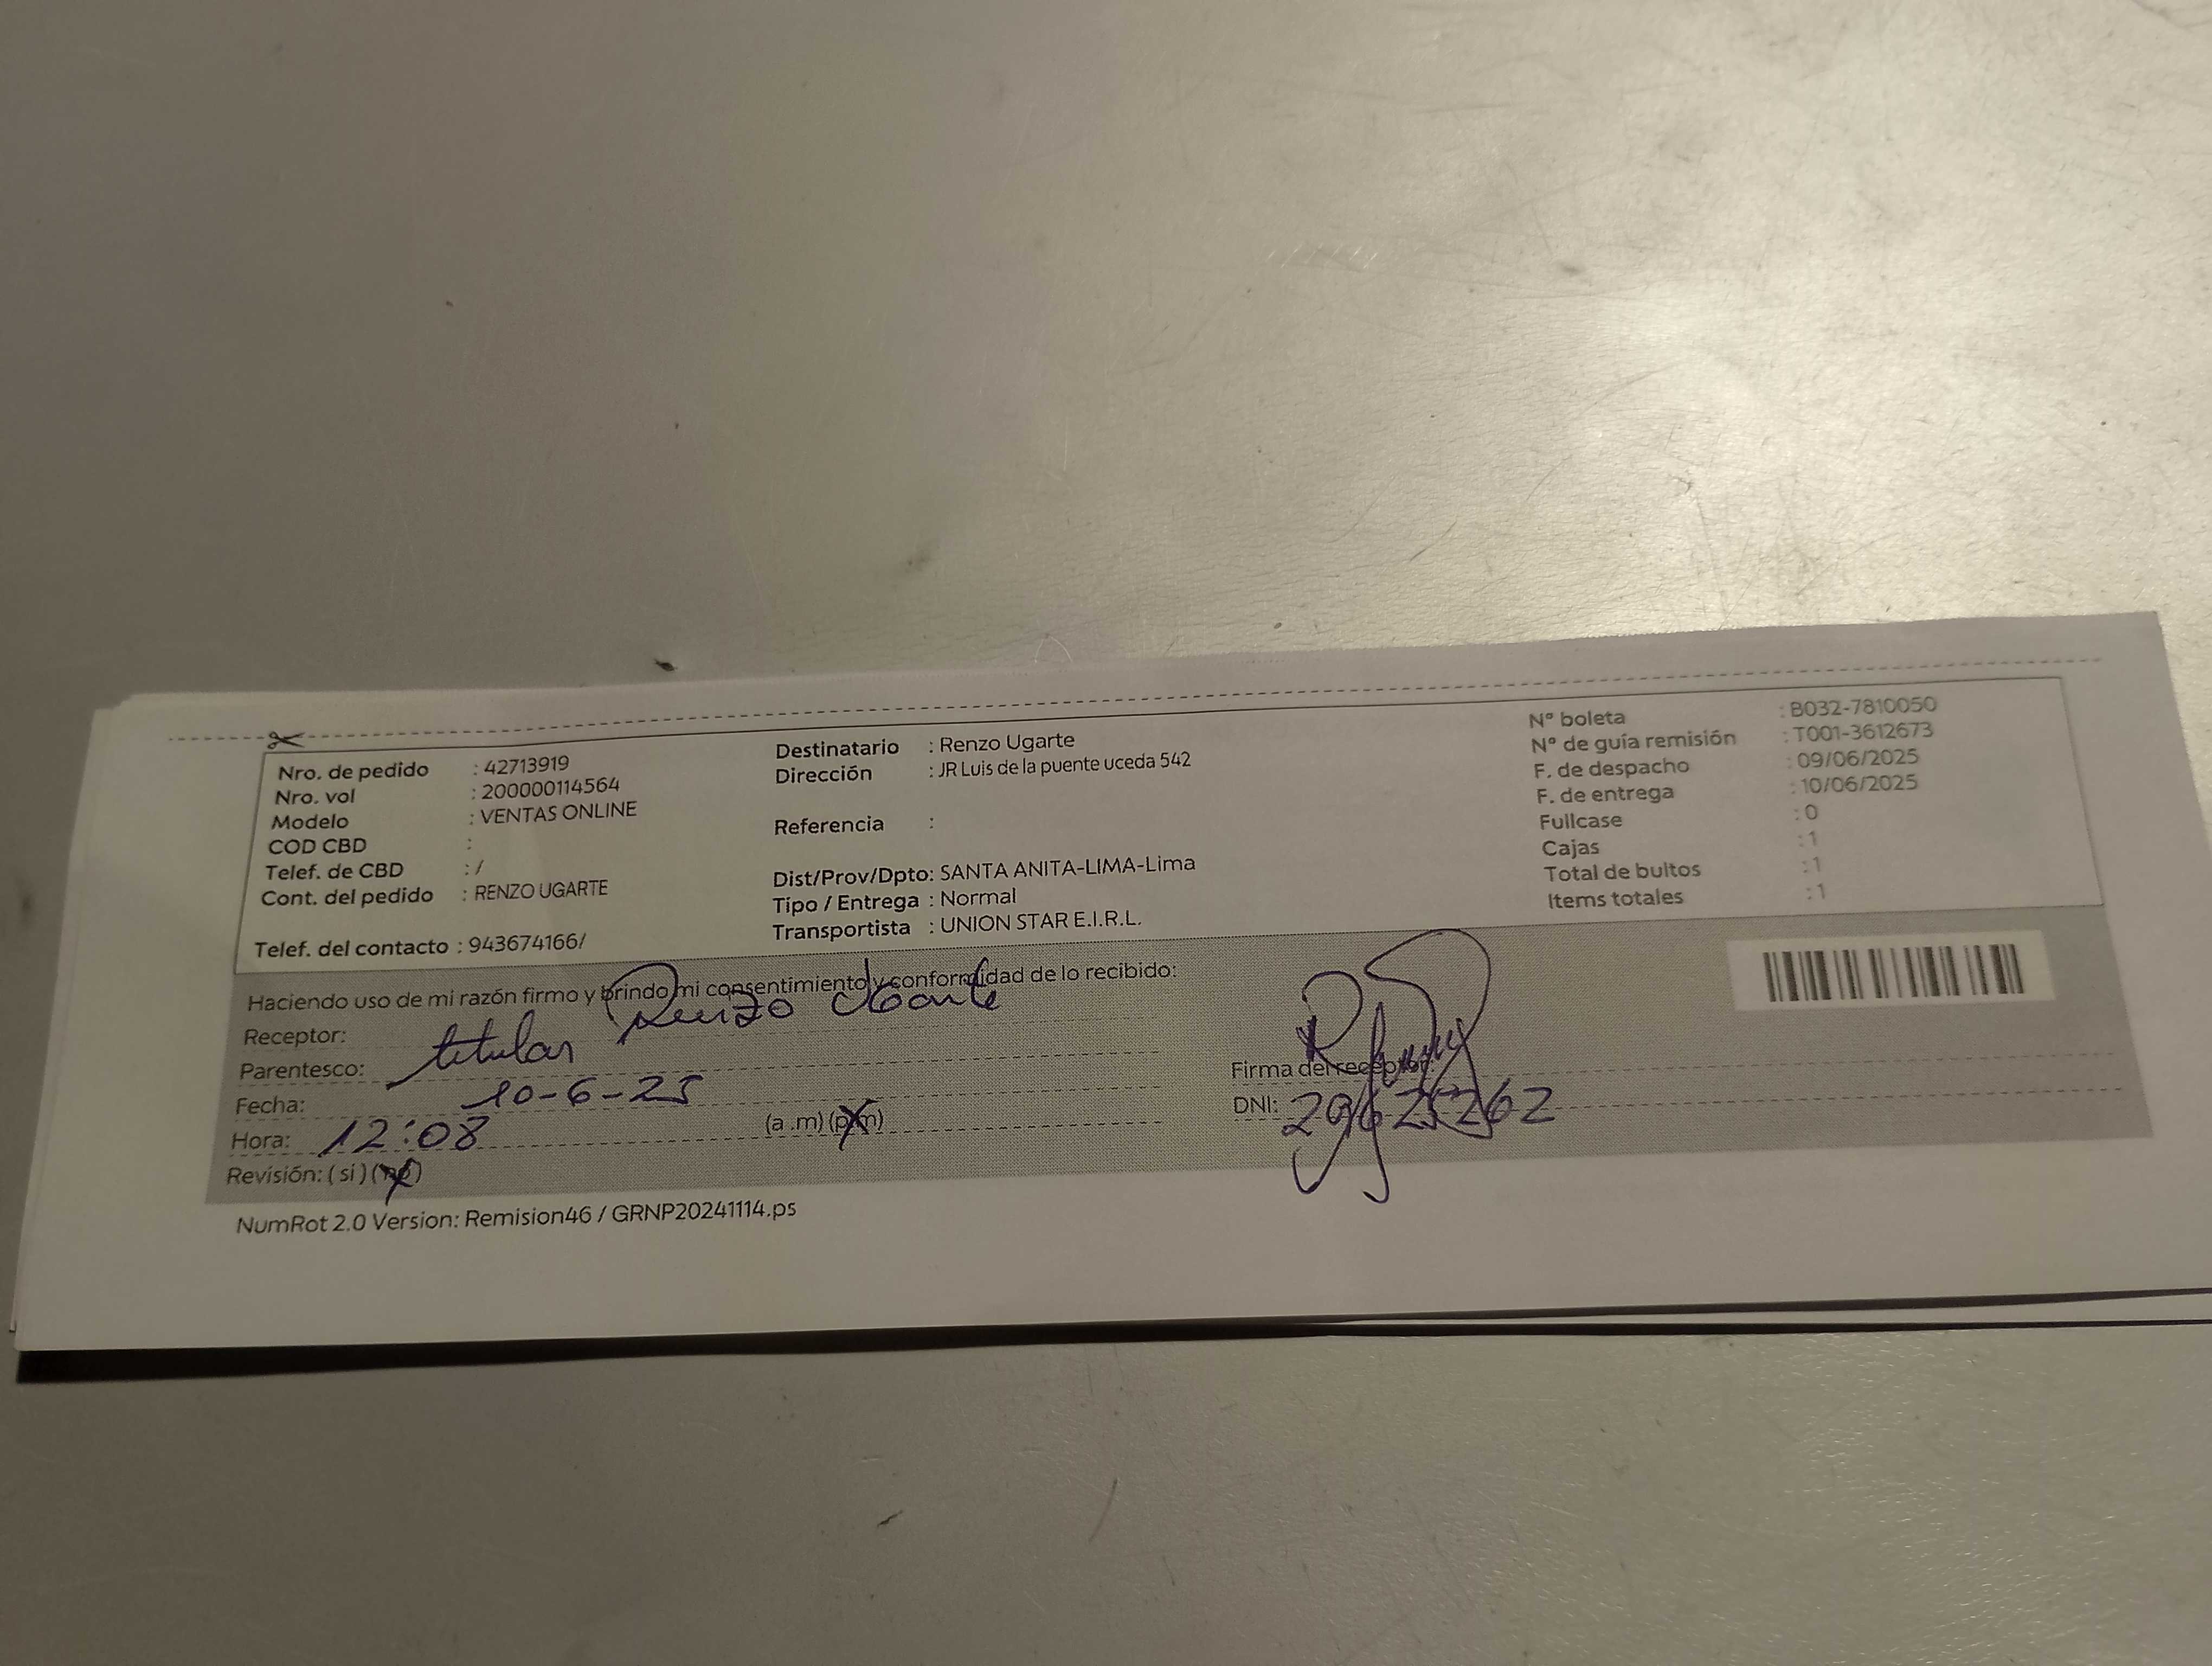 Nro. de pedido : 42713919
Nro. vol : 200000114564
Modelo : VENTAS ONLINE
COD CBD :
Telef. de CBD : /
Cont. del pedido : RENZO UGARTE
Telef. del contacto : 943674166/
Destinatario : Renzo Ugarte
Dirección : JR Luis de la puente uceda 542
Referencia :
Dist/Prov/Dpto: SANTA ANITA-LIMA-Lima
Tipo / Entrega : Normal
Transportista : UNION STAR E.I.R.L.
N° boleta : B032-7810050
N° de guía remisión : T001-3612673
F. de despacho : 09/06/2025
F. de entrega : 10/06/2025
Fullcase : 0
Cajas : 1
Total de bultos : 1
Items totales : 1
Haciendo uso de mi razón firmo y brindo mi consentimiento y conformidad de lo recibido:
Receptor: Renzo
Parentesco: titular
Fecha: 10-6-25
Hora: 12:08 (a .m) (p.m)
Revisión: ( si ) ( no )
Firma del receptor:
DNI: 29625262
NumRot 2.0 Version: Remision46 / GRNP20241114.ps